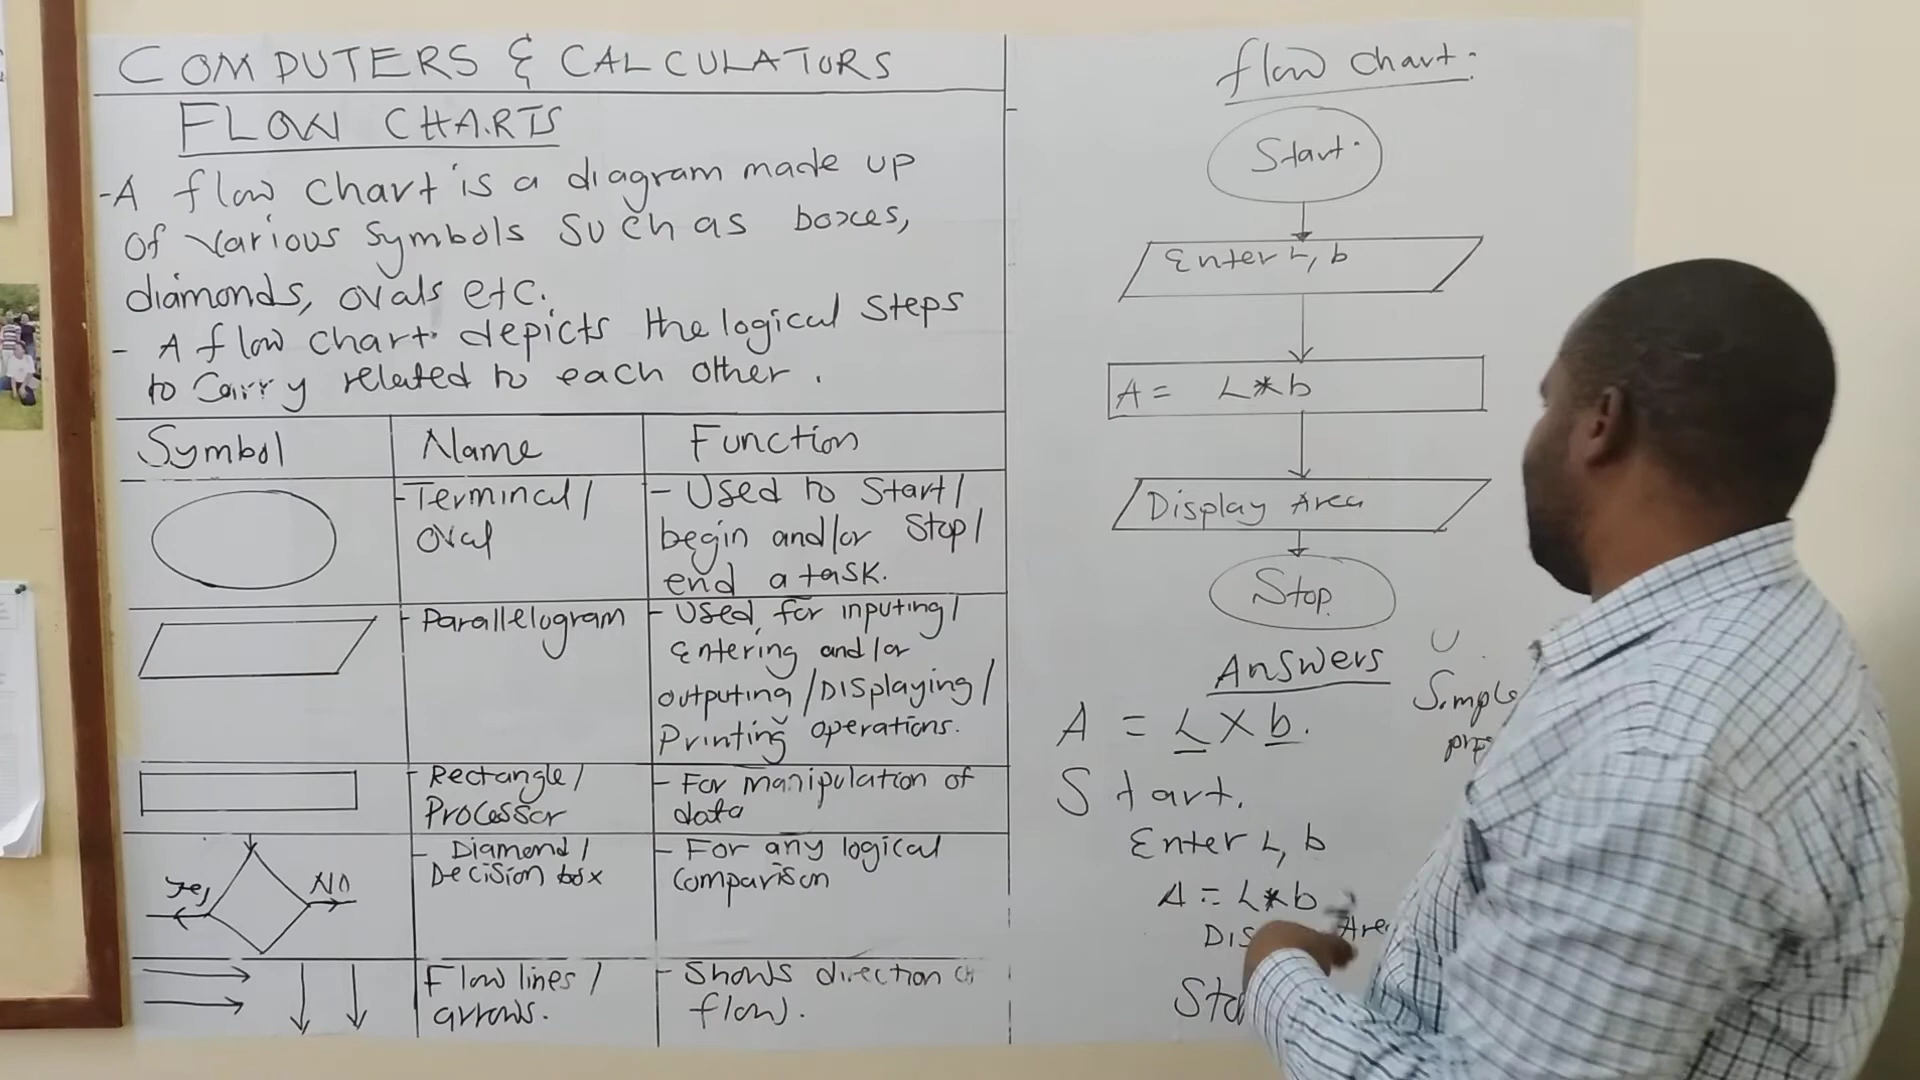 COMPUTERS & CALCULATORS
FLOW CHARTS
-A flow chart is a diagram made up
of various symbols such as boxes,
diamonds, ovals etc.
- A flow chart depicts the logical steps
to carry related to each other.
Symbol Name Function
-Terminal/ - Used to start/
oval begin and/or stop/
end a task.
- Parallelogram - Used for inputing/
entering and/or
outputing/Displaying/
Printing operations.
- Rectangle/ - For manipulation of
Processor data
Yes No
- Diamond/ - For any logical
Decision box comparison
Flow lines/ - Shows direction of
arrows. flow.
flow chart:
Start.
Enter L, b
A = L*b
Display Area
Stop.
Answers
A = L X b.
Start.
Enter L, b
A = L*b
Area
Simple